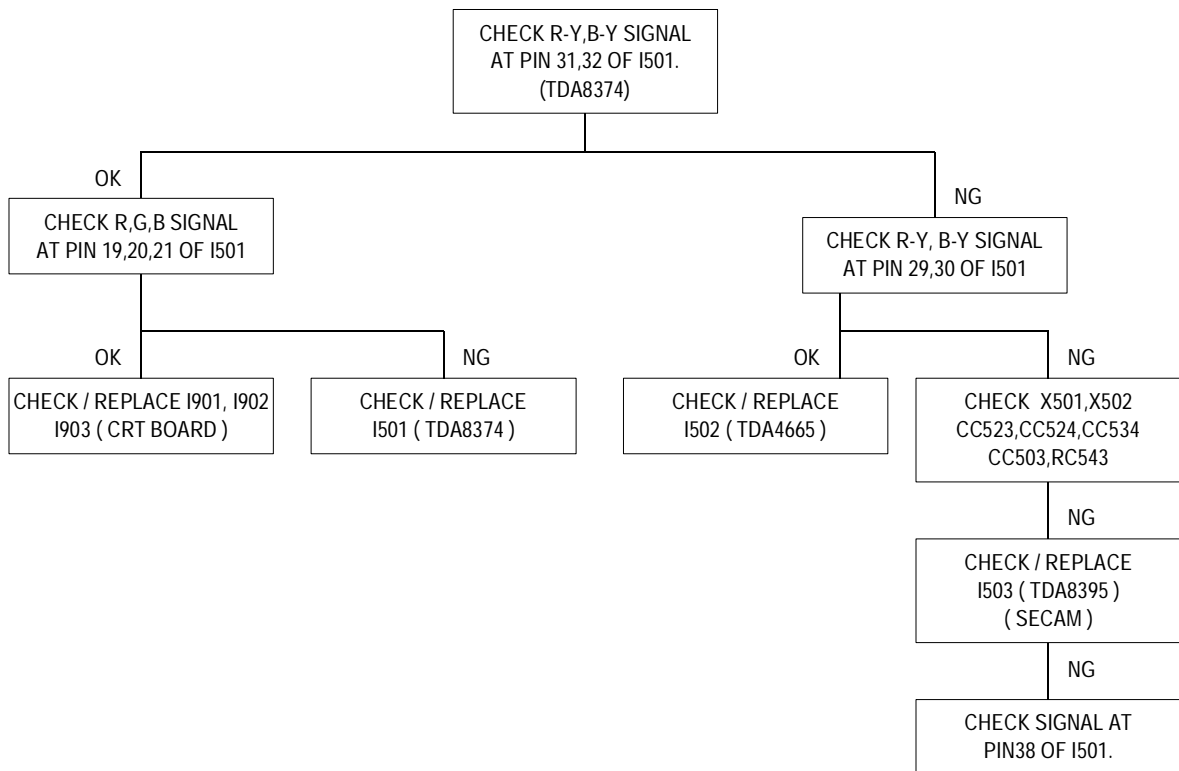 CHECK R-Y,B-Y SIGNAL
AT PIN 31,32 OF I501.
(TDA8374)
OK
NG
CHECK R,G,B SIGNAL
AT PIN 19,20,21 OF I501
CHECK R-Y, B-Y SIGNAL
AT PIN 29,30 OF I501
OK
NG
OK
NG
CHECK / REPLACE I901, I902
I903 ( CRT BOARD )
CHECK / REPLACE
I501 ( TDA8374 )
CHECK / REPLACE
I502 ( TDA4665 )
CHECK X501,X502
CC523,CC524,CC534
CC503,RC543
NG
CHECK / REPLACE
I503 ( TDA8395 )
( SECAM )
NG
CHECK SIGNAL AT
PIN38 OF I501.